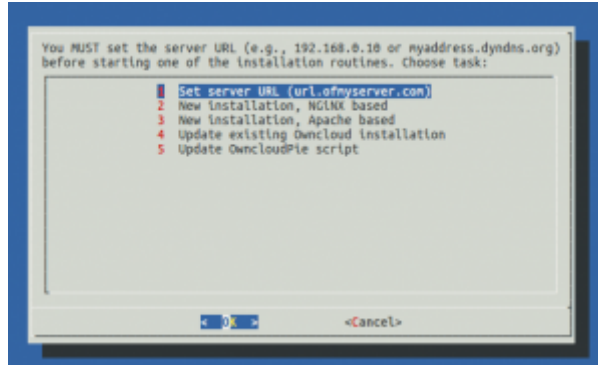 You MUST set the server URL (e.g., 192.168.0.10 or myaddress.dyndns.org)
before starting one of the installation routines. Choose task:
1 Set server URL (url.ofmyserver.com)
2 New installation, NGiNX based
3 New installation, Apache based
4 Update existing Owncloud installation
5 Update OwncloudPie script
< OK > <Cancel>